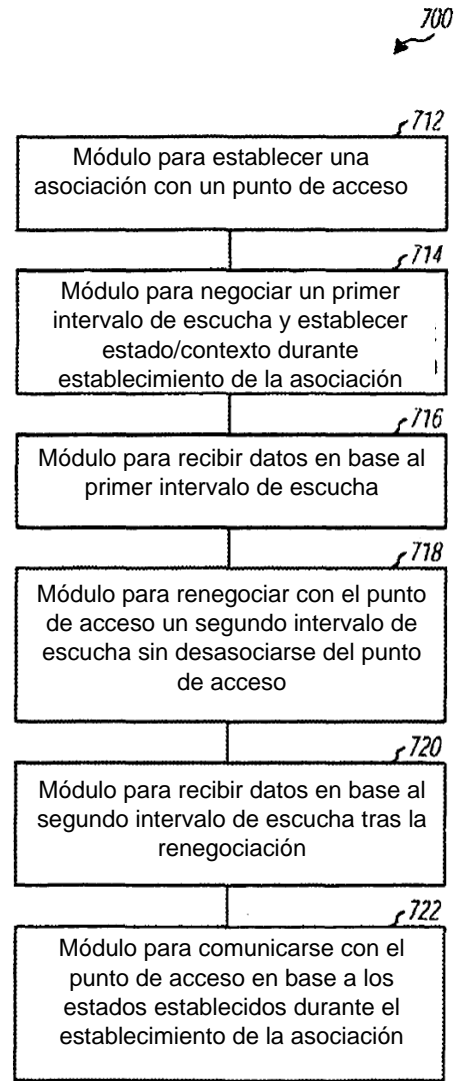 700
712
Módulo para establecer una
asociación con un punto de acceso
714
Módulo para negociar un primer
intervalo de escucha y establecer
estado/contexto durante
establecimiento de la asociación
716
Módulo para recibir datos en base al
primer intervalo de escucha
718
Módulo para renegociar con el punto
de acceso un segundo intervalo de
escucha sin desasociarse del punto
de acceso
720
Módulo para recibir datos en base al
segundo intervalo de escucha tras la
renegociación
722
Módulo para comunicarse con el
punto de acceso en base a los
estados establecidos durante el
establecimiento de la asociación